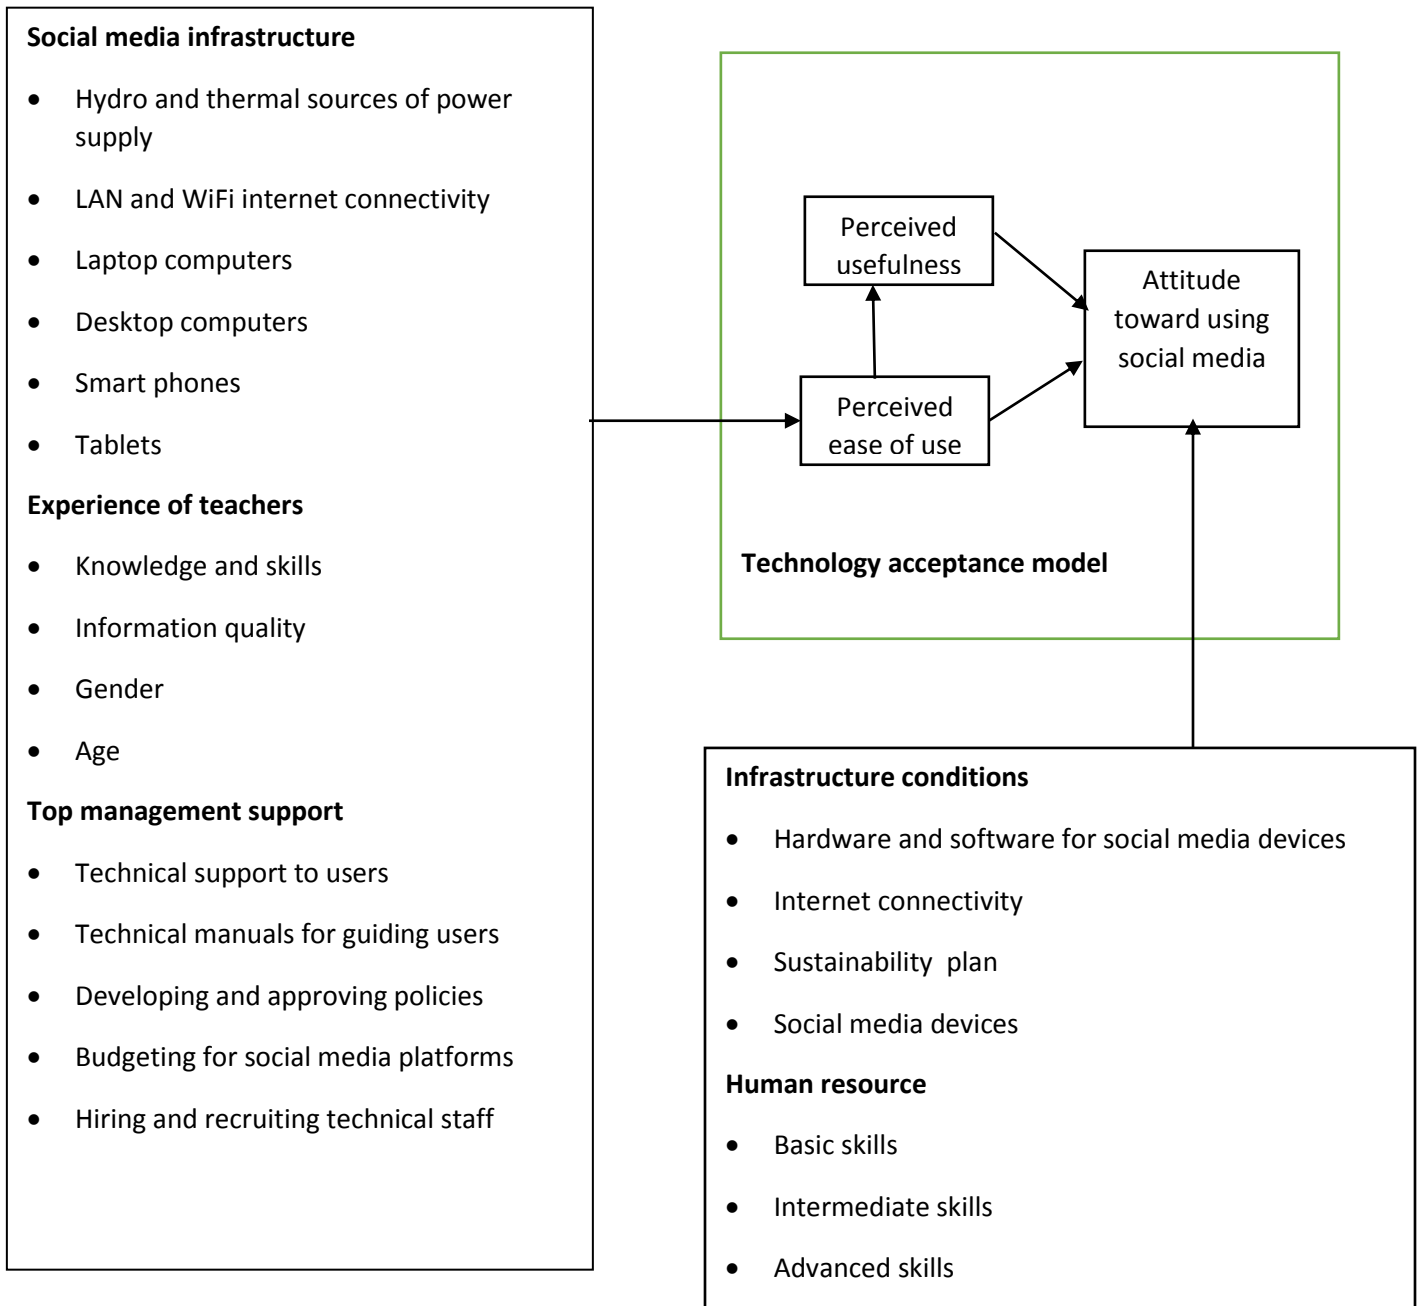 Social media infrastructure
• Hydro and thermal sources of power
supply
• LAN and WiFi internet connectivity
• Laptop computers
• Desktop computers
• Smart phones
• Tablets
Experience of teachers
• Knowledge and skills
• Information quality
• Gender
• Age
Top management support
• Technical support to users
• Technical manuals for guiding users
• Developing and approving policies
• Budgeting for social media platforms
• Hiring and recruiting technical staff
Perceived
usefulness
Attitude
toward using
social media
Perceived
ease of use
Technology acceptance model
Infrastructure conditions
• Hardware and software for social media devices
• Internet connectivity
• Sustainability  plan
• Social media devices
Human resource
• Basic skills
• Intermediate skills
• Advanced skills